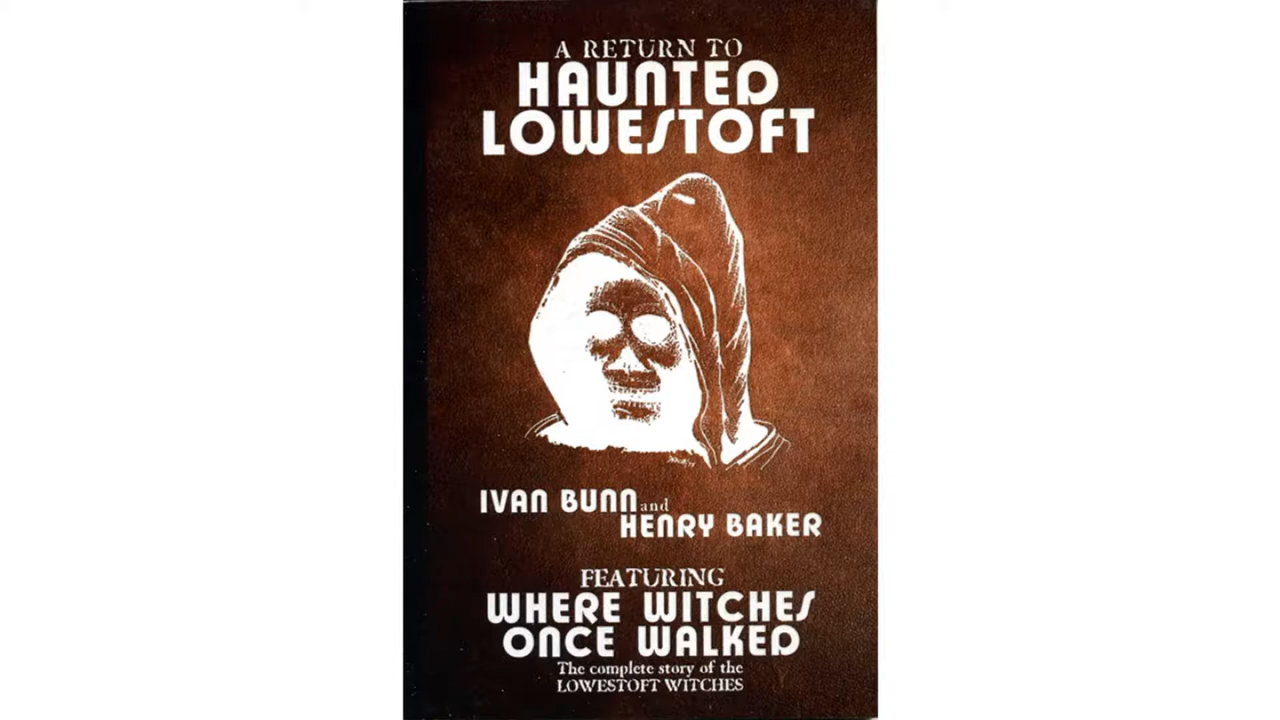 A RETURN TO
HAUNTED
LOWESTOFT
IVAN BUNN and
HENRY BAKER
FEATURING
WHERE WITCHES
ONCE WALKED
The complete story of the
LOWESTOFT WITCHES